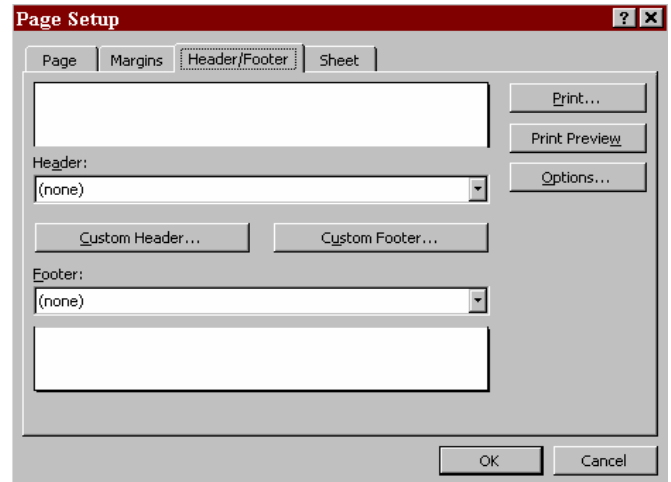 Page Setup ? X
Page Margins Header/Footer Sheet
Print...
Print Preview
Header:
(none)
Options...
Custom Header... Custom Footer...
Footer:
(none)
OK Cancel